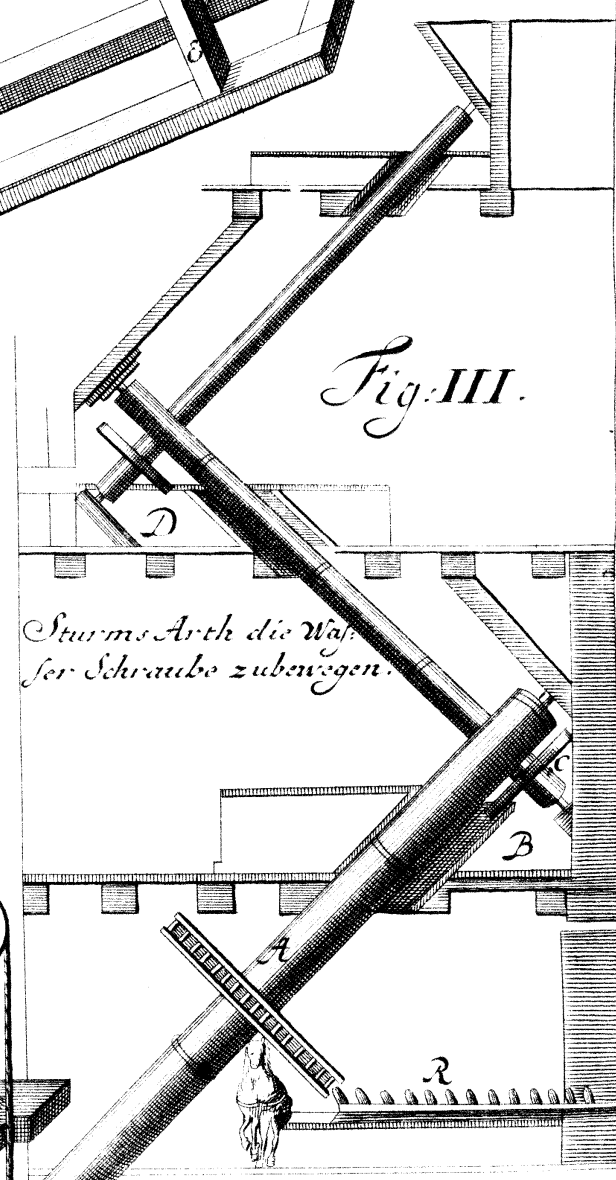 E
Fig: III.
D
Sturms Arth die Was-
ser Schraube zubewegen.
C
B
A
R